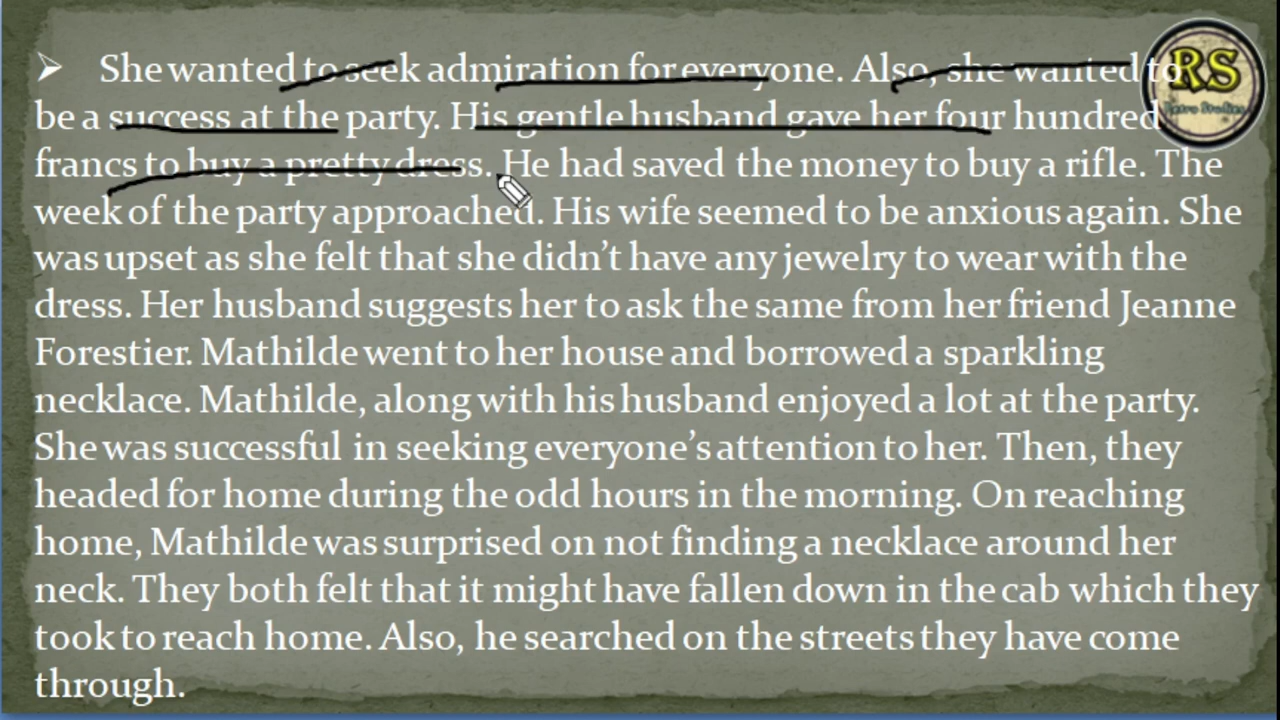 ➤ She wanted to seek admiration for everyone. Also, she wanted to
be a success at the party. His gentle husband gave her four hundred
francs to buy a pretty dress. He had saved the money to buy a rifle. The
week of the party approached. His wife seemed to be anxious again. She
was upset as she felt that she didn’t have any jewelry to wear with the
dress. Her husband suggests her to ask the same from her friend Jeanne
Forestier. Mathilde went to her house and borrowed a sparkling
necklace. Mathilde, along with his husband enjoyed a lot at the party.
She was successful in seeking everyone’s attention to her. Then, they
headed for home during the odd hours in the morning. On reaching
home, Mathilde was surprised on not finding a necklace around her
neck. They both felt that it might have fallen down in the cab which they
took to reach home. Also, he searched on the streets they have come
through.
RS